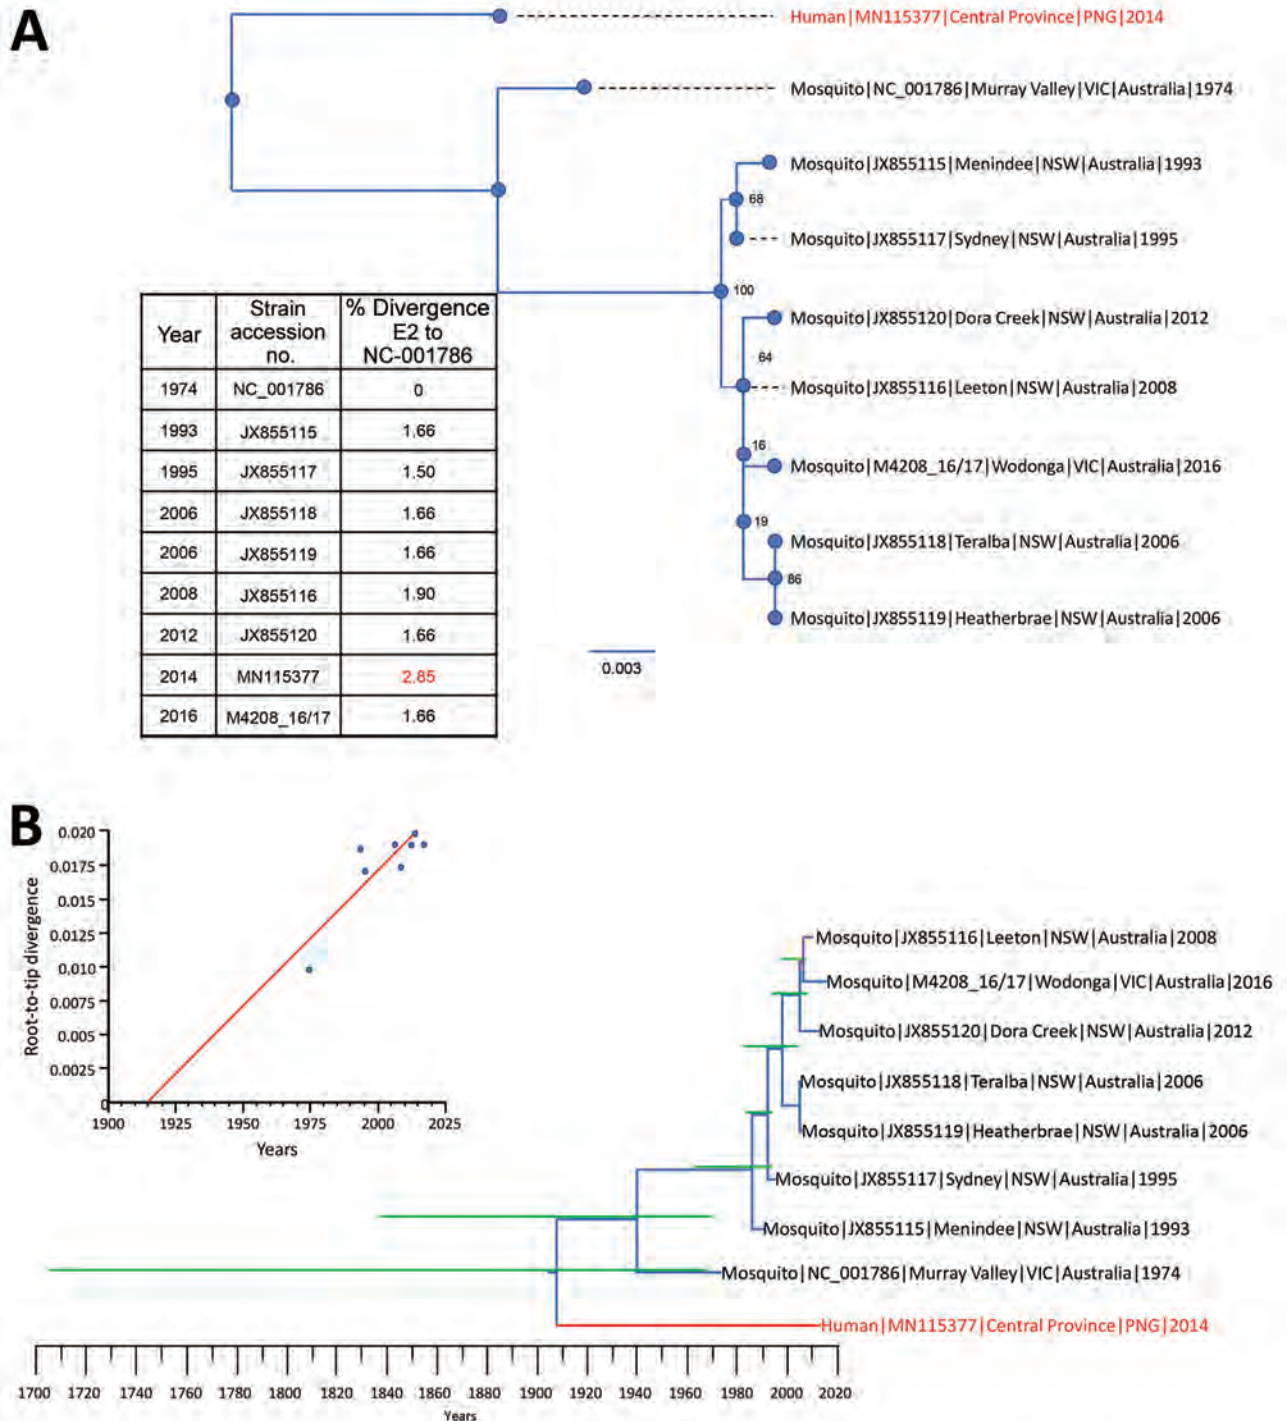 A
Human|MN115377|Central Province|PNG|2014
Mosquito|NC_001786|Murray Valley|VIC|Australia|1974
Mosquito|JX855115|Menindee|NSW|Australia|1993
68
Mosquito|JX855117|Sydney|NSW|Australia|1995
100
Mosquito|JX855120|Dora Creek|NSW|Australia|2012
64
Mosquito|JX855116|Leeton|NSW|Australia|2008
16
Mosquito|M4208_16/17|Wodonga|VIC|Australia|2016
19
Mosquito|JX855118|Teralba|NSW|Australia|2006
86
Mosquito|JX855119|Heatherbrae|NSW|Australia|2006
0.003
Year Strain accession no. % Divergence E2 to NC-001786
1974 NC_001786 0
1993 JX855115 1.66
1995 JX855117 1.50
2006 JX855118 1.66
2006 JX855119 1.66
2008 JX855116 1.90
2012 JX855120 1.66
2014 MN115377 2.85
2016 M4208_16/17 1.66
B
Root-to-tip divergence
0.020
0.0175
0.015
0.0125
0.010
0.0075
0.005
0.0025
0
1900 1925 1950 1975 2000 2025
Years
Mosquito|JX855116|Leeton|NSW|Australia|2008
Mosquito|M4208_16/17|Wodonga|VIC|Australia|2016
Mosquito|JX855120|Dora Creek|NSW|Australia|2012
Mosquito|JX855118|Teralba|NSW|Australia|2006
Mosquito|JX855119|Heatherbrae|NSW|Australia|2006
Mosquito|JX855117|Sydney|NSW|Australia|1995
Mosquito|JX855115|Menindee|NSW|Australia|1993
Mosquito|NC_001786|Murray Valley|VIC|Australia|1974
Human|MN115377|Central Province|PNG|2014
1700 1720 1740 1760 1780 1800 1820 1840 1860 1880 1900 1920 1940 1960 1980 2000 2020
Years